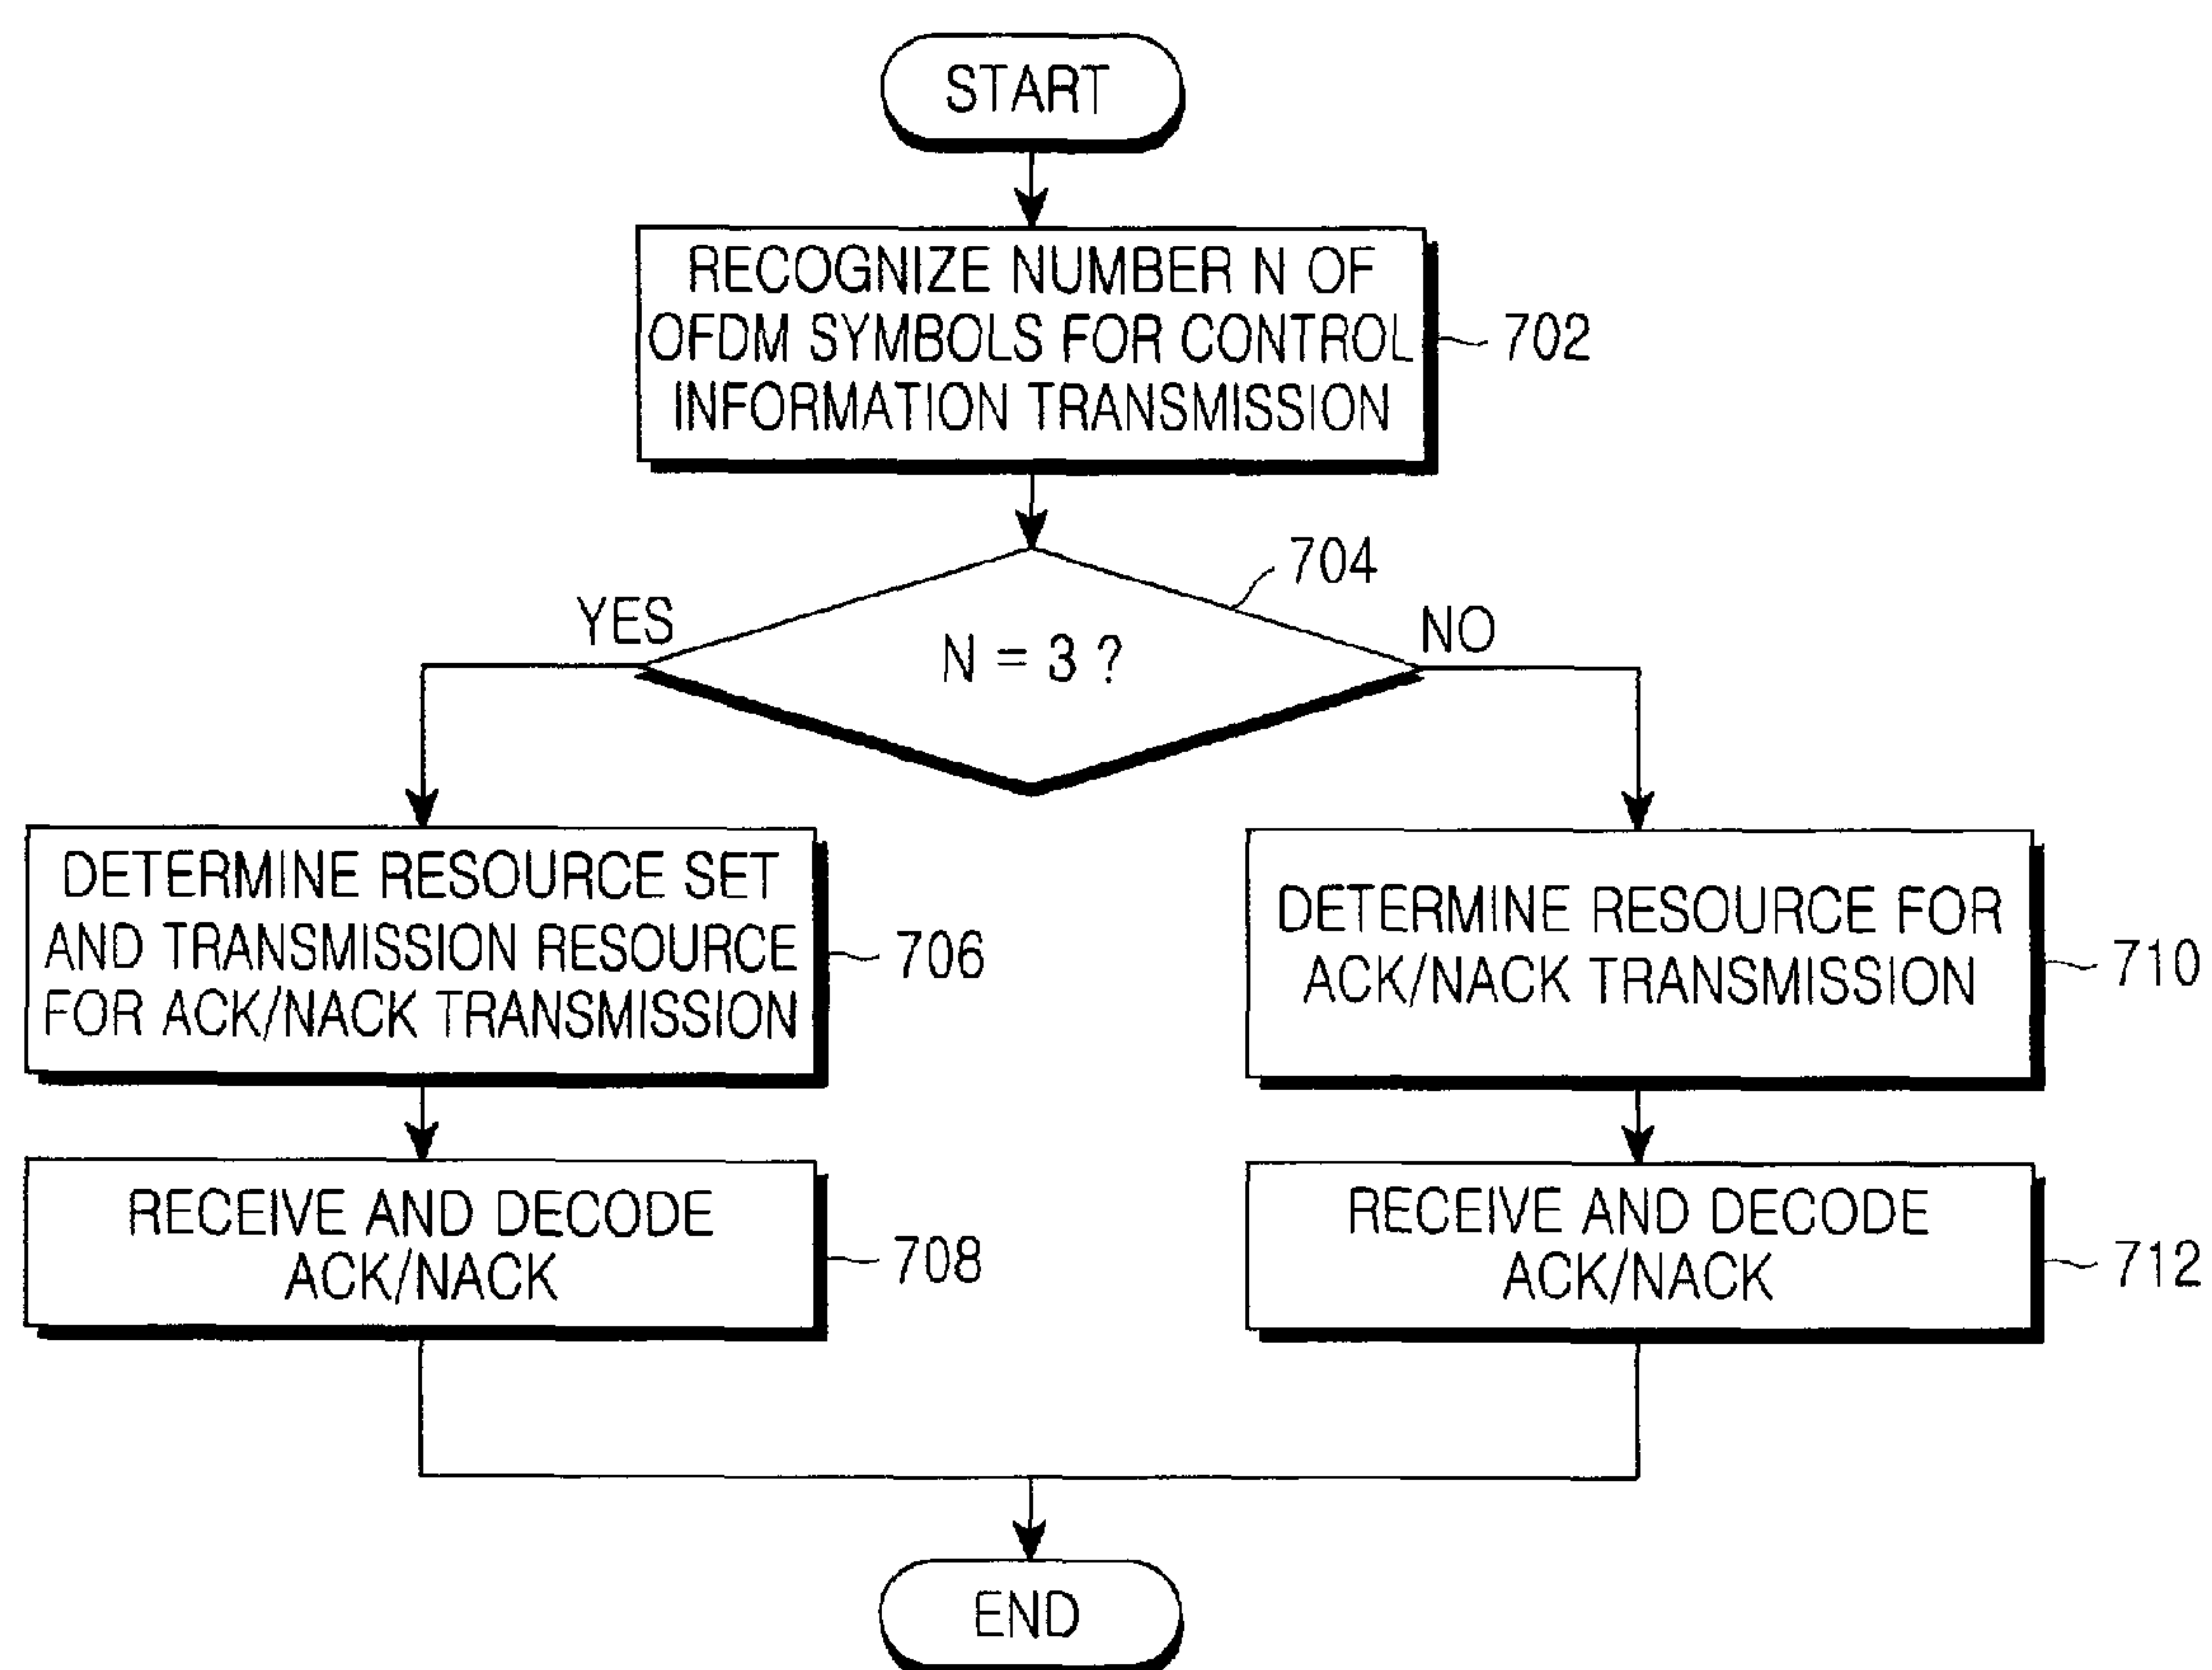 START
RECOGNIZE NUMBER N OF
OFDM SYMBOLS FOR CONTROL
INFORMATION TRANSMISSION
702
704
YES
N = 3 ?
NO
DETERMINE RESOURCE SET
AND TRANSMISSION RESOURCE
FOR ACK/NACK TRANSMISSION
706
DETERMINE RESOURCE FOR
ACK/NACK TRANSMISSION
710
RECEIVE AND DECODE
ACK/NACK
708
RECEIVE AND DECODE
ACK/NACK
712
END